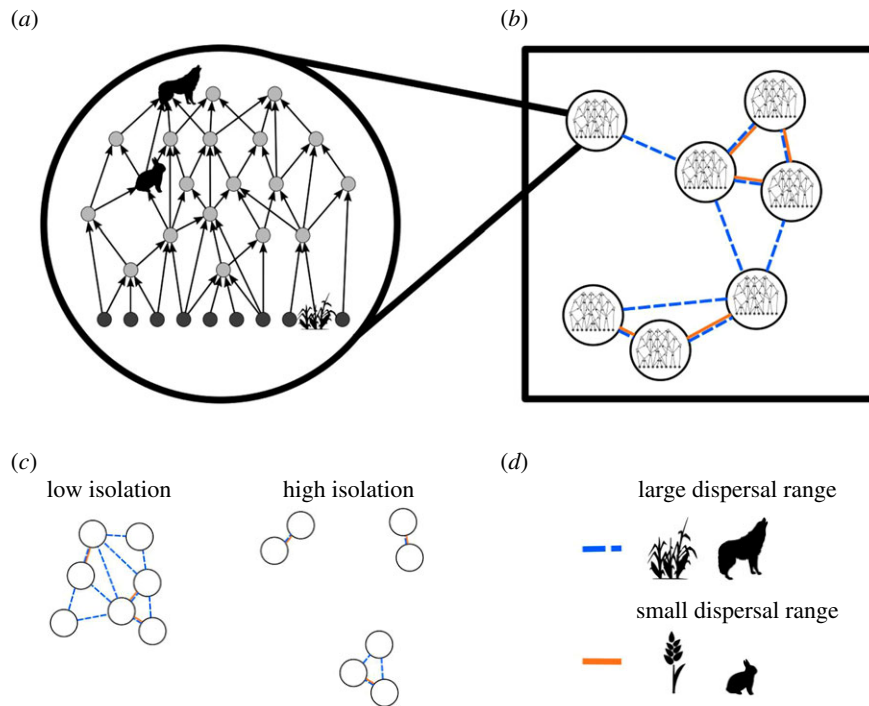 (a)
(b)
(c)
low isolation
high isolation
(d)
large dispersal range
small dispersal range